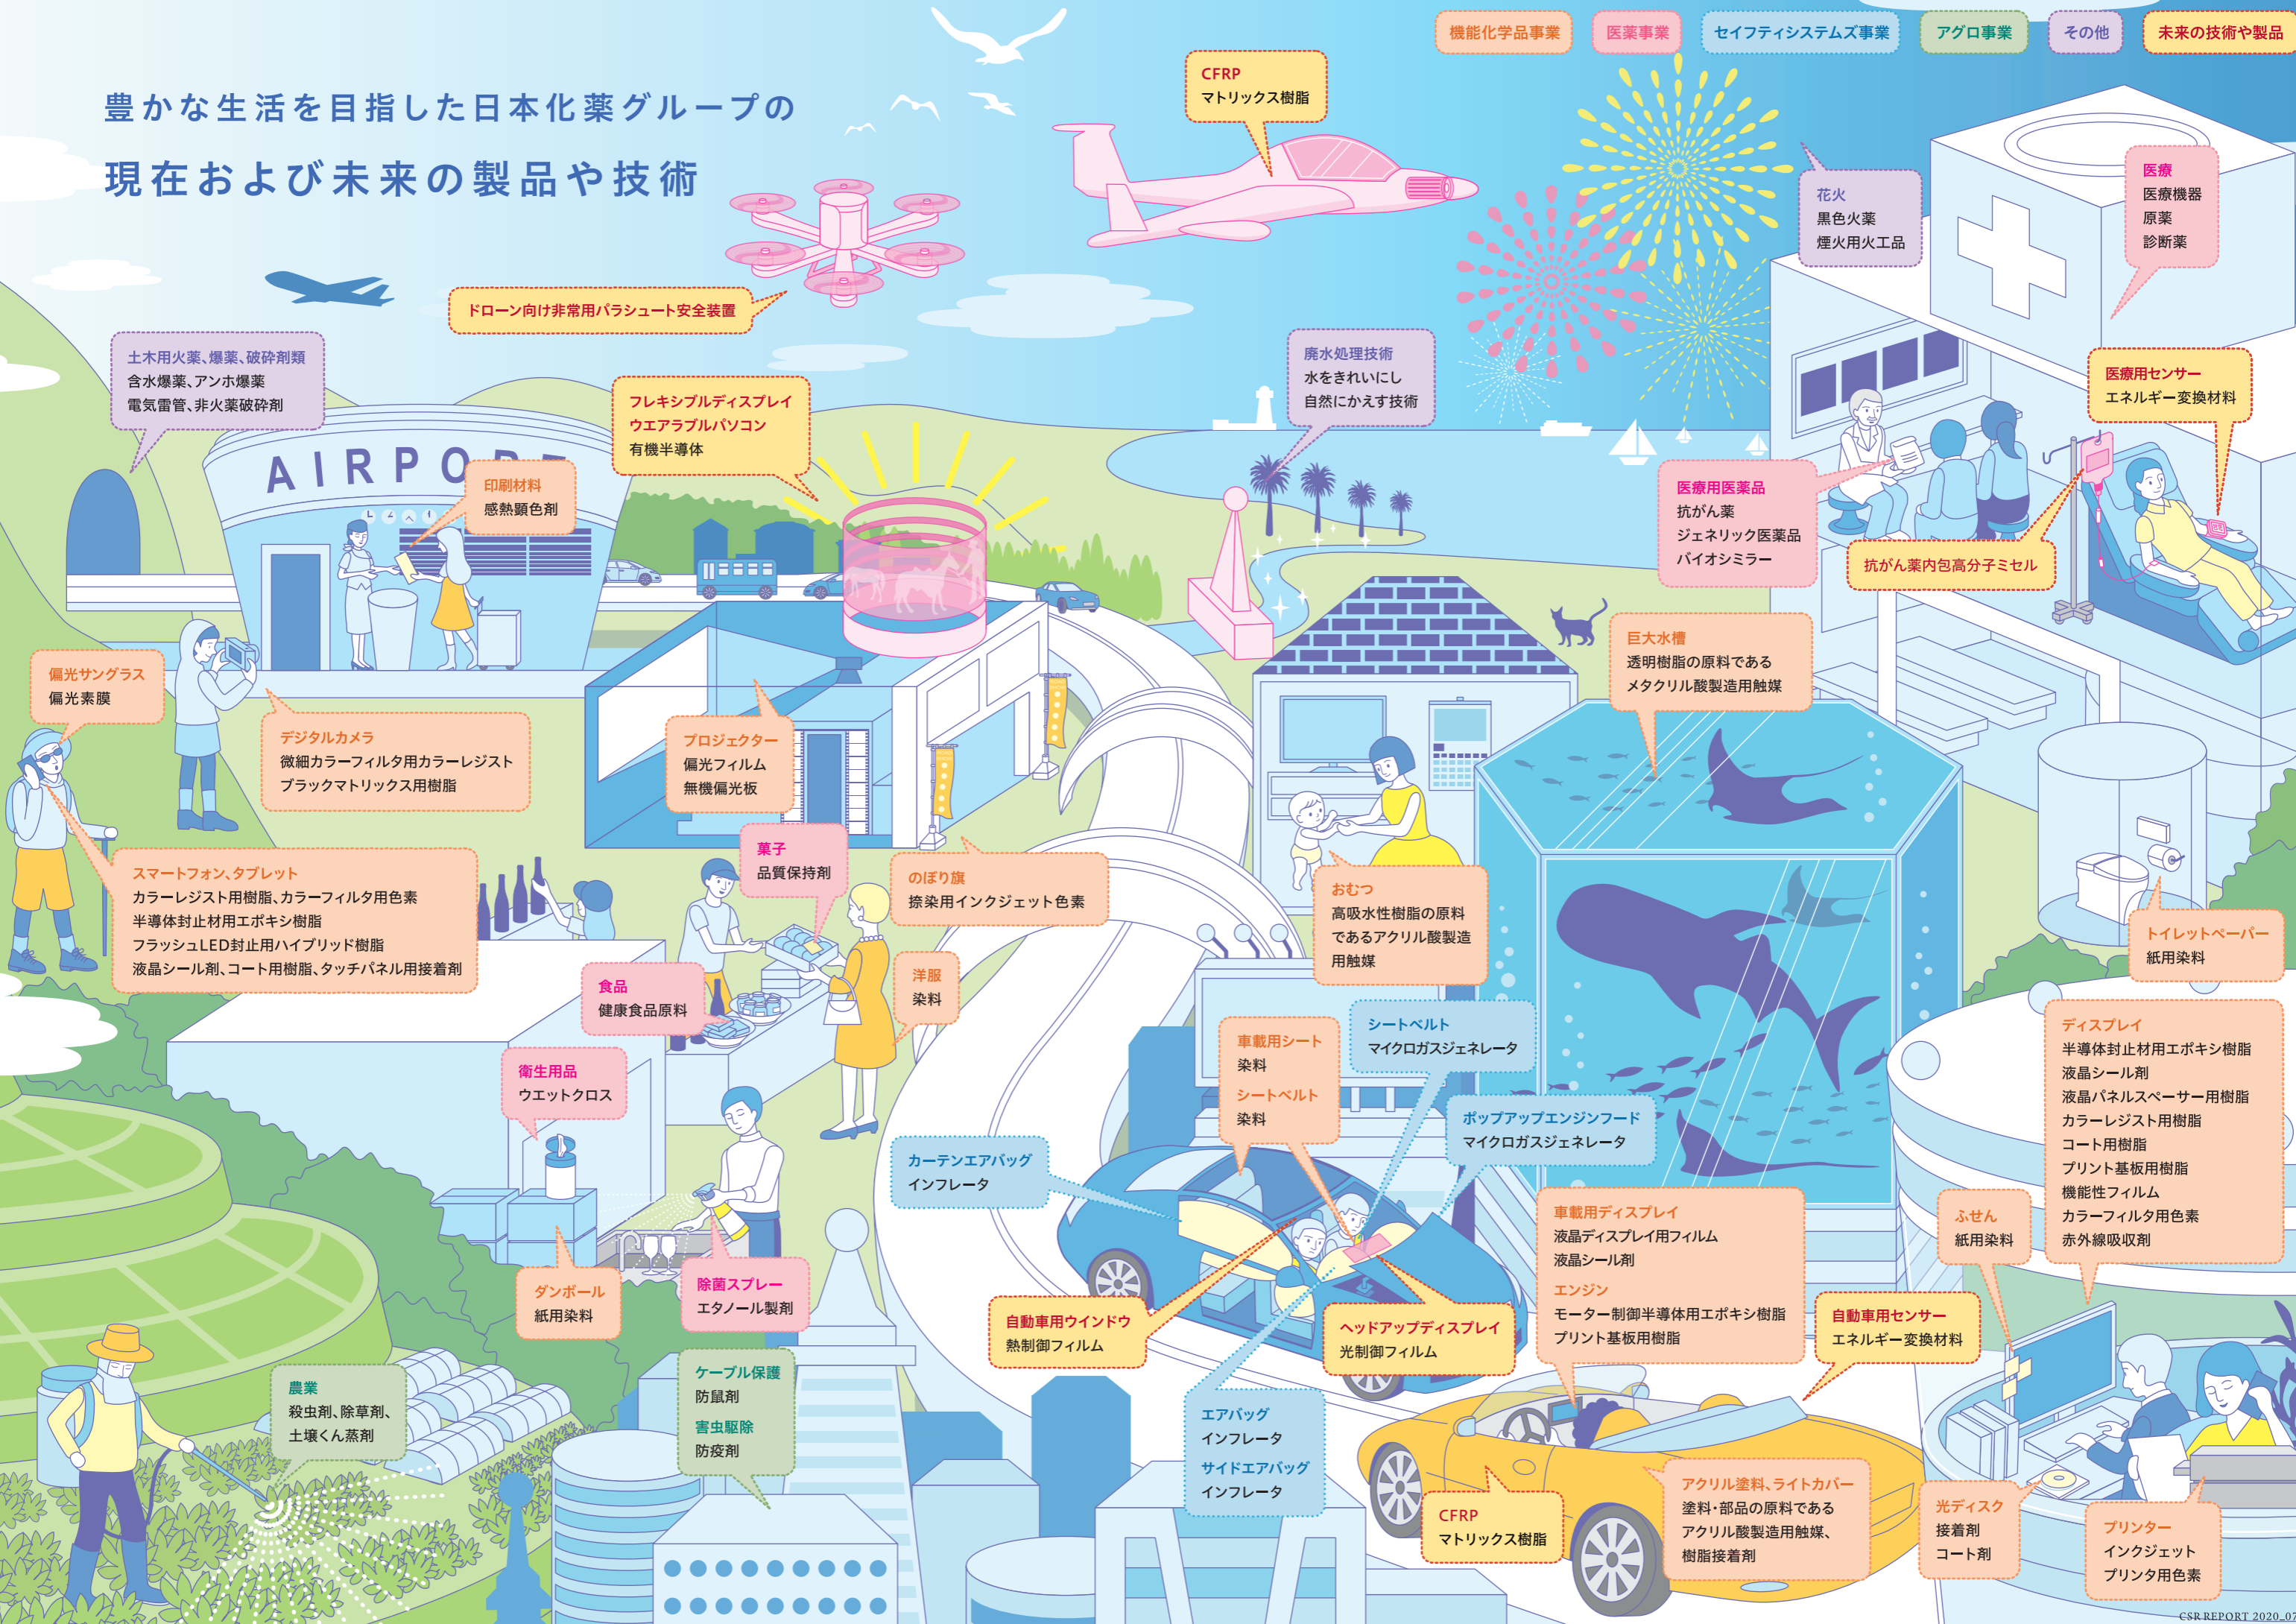 機能化学品事業
医薬事業
セイフティシステムズ事業
アグロ事業
その他
未来の技術や製品
豊かな生活を目指した日本化薬グループの
現在および未来の製品や技術
CFRP
マトリックス樹脂
花火
黒色火薬
煙火用火工品
医療
医療機器
原薬
診断薬
ドローン向け非常用パラシュート安全装置
土木用火薬、爆薬、破砕剤類
含水爆薬、アンホ爆薬
電気雷管、非火薬破砕剤
フレキシブルディスプレイ
ウエアラブルパソコン
有機半導体
廃水処理技術
水をきれいにし
自然にかえす技術
医療用センサー
エネルギー変換材料
AIRPORT
印刷材料
感熱顕色剤
医療用医薬品
抗がん薬
ジェネリック医薬品
バイオシミラー
抗がん薬内包高分子ミセル
偏光サングラス
偏光素膜
デジタルカメラ
微細カラーフィルタ用カラーレジスト
ブラックマトリックス用樹脂
プロジェクター
偏光フィルム
無機偏光板
巨大水槽
透明樹脂の原料である
メタクリル酸製造用触媒
スマートフォン、タブレット
カラーレジスト用樹脂、カラーフィルタ用色素
半導体封止材用エポキシ樹脂
フラッシュLED封止用ハイブリッド樹脂
液晶シール剤、コート用樹脂、タッチパネル用接着剤
菓子
品質保持剤
のぼり旗
捺染用インクジェット色素
おむつ
高吸水性樹脂の原料
であるアクリル酸製造
用触媒
トイレットペーパー
紙用染料
食品
健康食品原料
洋服
染料
衛生用品
ウエットクロス
車載用シート
染料
シートベルト
染料
シートベルト
マイクロガスジェネレータ
ポップアップエンジンフード
マイクロガスジェネレータ
ディスプレイ
半導体封止材用エポキシ樹脂
液晶シール剤
液晶パネルスペーサー用樹脂
カラーレジスト用樹脂
コート用樹脂
プリント基板用樹脂
機能性フィルム
カラーフィルタ用色素
赤外線吸収剤
カーテンエアバッグ
インフレータ
車載用ディスプレイ
液晶ディスプレイ用フィルム
液晶シール剤
エンジン
モーター制御半導体用エポキシ樹脂
プリント基板用樹脂
ふせん
紙用染料
ダンボール
紙用染料
除菌スプレー
エタノール製剤
自動車用ウインドウ
熱制御フィルム
ヘッドアップディスプレイ
光制御フィルム
自動車用センサー
エネルギー変換材料
農業
殺虫剤、除草剤、
土壌くん蒸剤
ケーブル保護
防鼠剤
害虫駆除
防疫剤
エアバッグ
インフレータ
サイドエアバッグ
インフレータ
CFRP
マトリックス樹脂
アクリル塗料、ライトカバー
塗料・部品の原料である
アクリル酸製造用触媒、
樹脂接着剤
光ディスク
接着剤
コート剤
プリンター
インクジェット
プリンタ用色素
CSR REPORT 2020_07